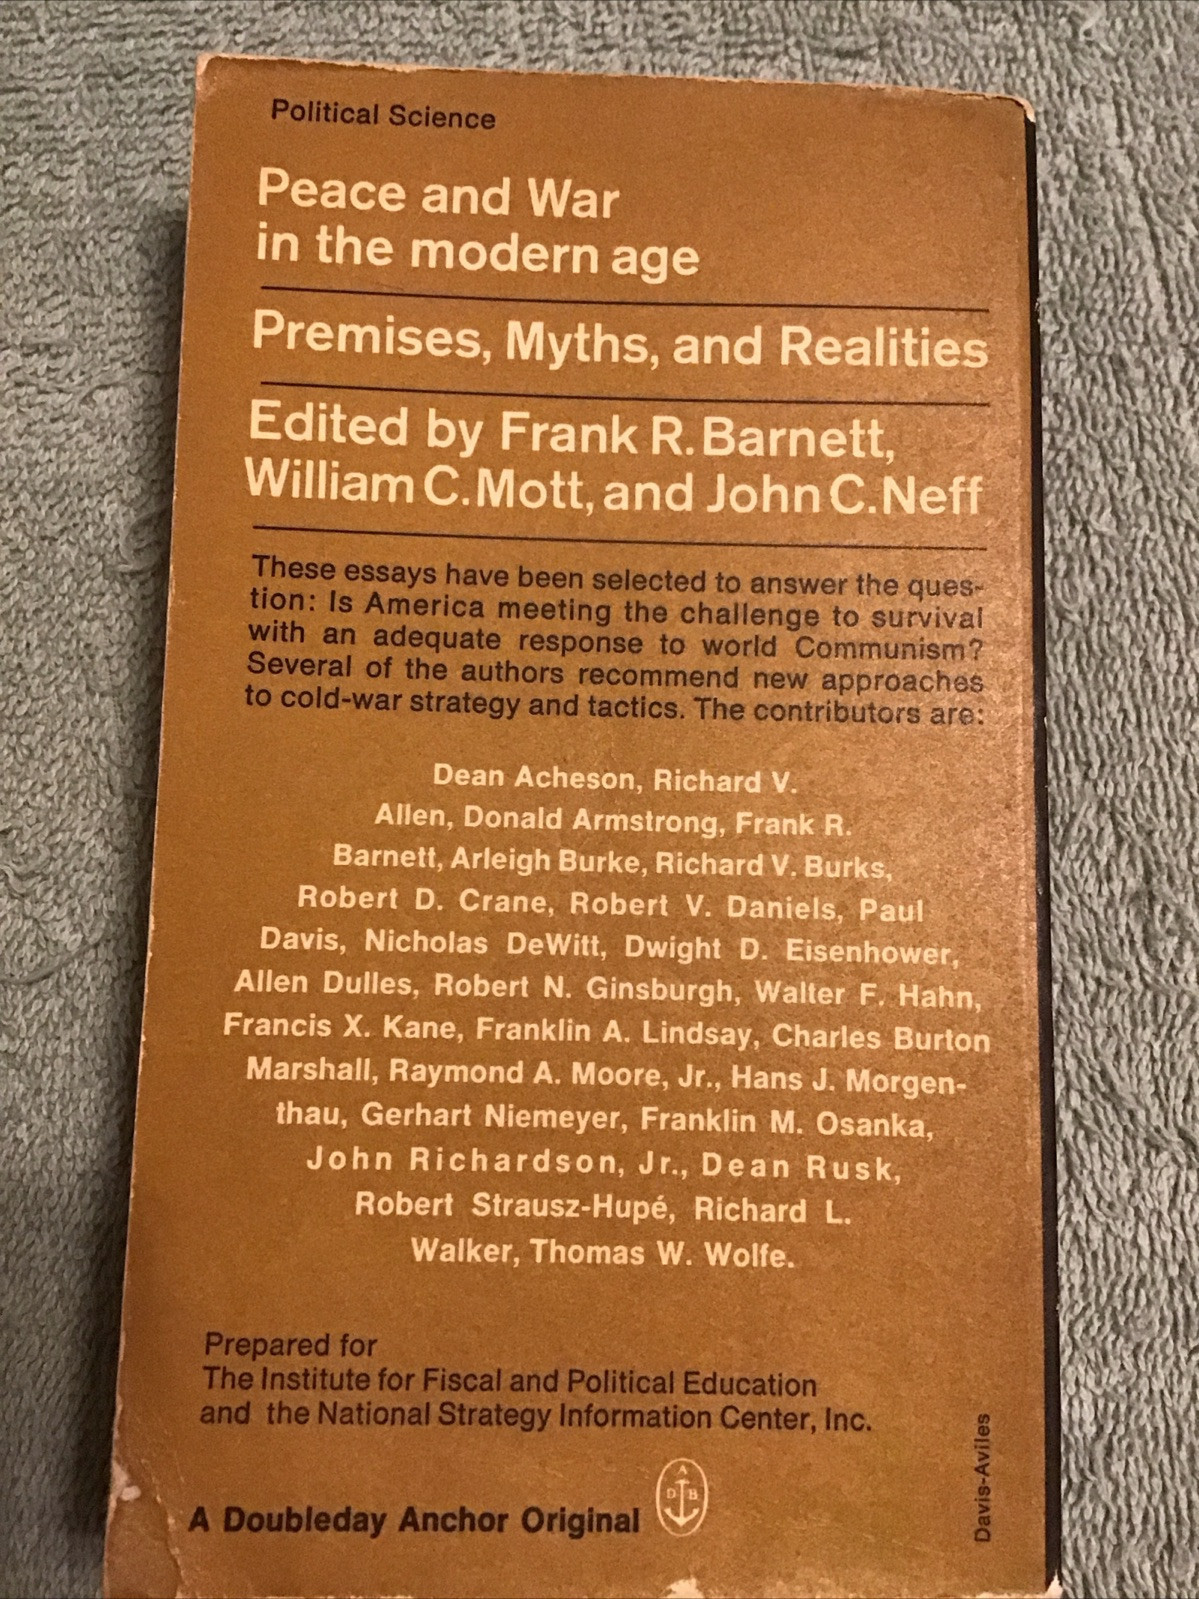 Political Science
Peace and War
in the modern age
Premises, Myths, and Realities
Edited by Frank R. Barnett,
William C. Mott, and John C. Neff
These essays have been selected to answer the ques-
tion: Is America meeting the challenge to survival
with an adequate response to world Communism?
Several of the authors recommend new approaches
to cold-war strategy and tactics. The contributors are:
Dean Acheson, Richard V.
Allen, Donald Armstrong, Frank R.
Barnett, Arleigh Burke, Richard V. Burks,
Robert D. Crane, Robert V. Daniels, Paul
Davis, Nicholas DeWitt, Dwight D. Eisenhower,
Allen Dulles, Robert N. Ginsburgh, Walter F. Hahn,
Francis X. Kane, Franklin A. Lindsay, Charles Burton
Marshall, Raymond A. Moore, Jr., Hans J. Morgen-
thau, Gerhart Niemeyer, Franklin M. Osanka,
John Richardson, Jr., Dean Rusk,
Robert Strausz-Hupé, Richard L.
Walker, Thomas W. Wolfe.
Prepared for
The Institute for Fiscal and Political Education
and the National Strategy Information Center, Inc.
A Doubleday Anchor Original
A
D B
Davis-Aviles